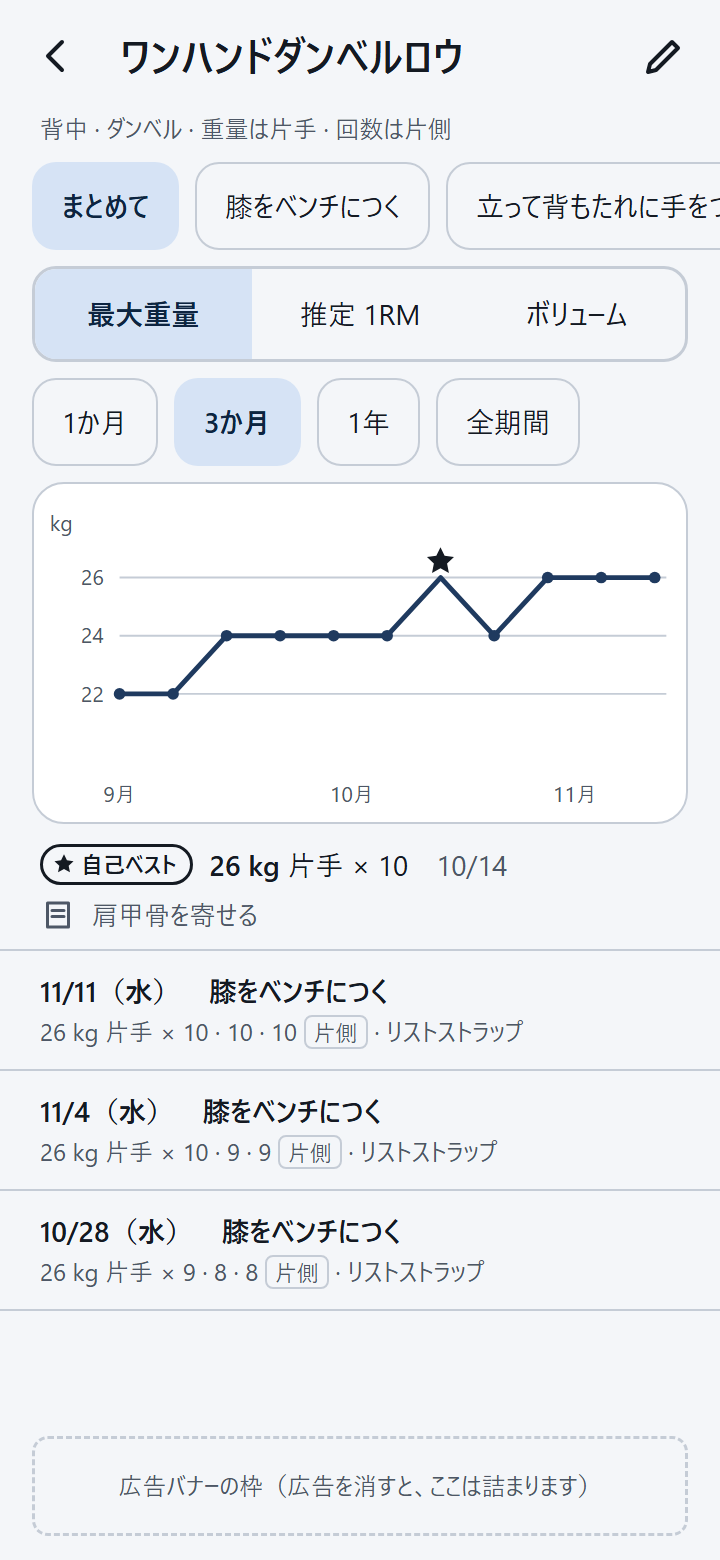 ワンハンドダンベルロウ
背中 · ダンベル · 重量は片手 · 回数は片側
まとめて 膝をベンチにつく 立って背もたれに手をつ
最大重量 推定 1RM ボリューム
1か月 3か月 1年 全期間
kg
26
24
22
9月 10月 11月
★ 自己ベスト 26 kg 片手 × 10 10/14
肩甲骨を寄せる
11/11（水） 膝をベンチにつく
26 kg 片手 × 10 · 10 · 10 片側 · リストストラップ
11/4（水） 膝をベンチにつく
26 kg 片手 × 10 · 9 · 9 片側 · リストストラップ
10/28（水） 膝をベンチにつく
26 kg 片手 × 9 · 8 · 8 片側 · リストストラップ
広告バナーの枠（広告を消すと、ここは詰まります）